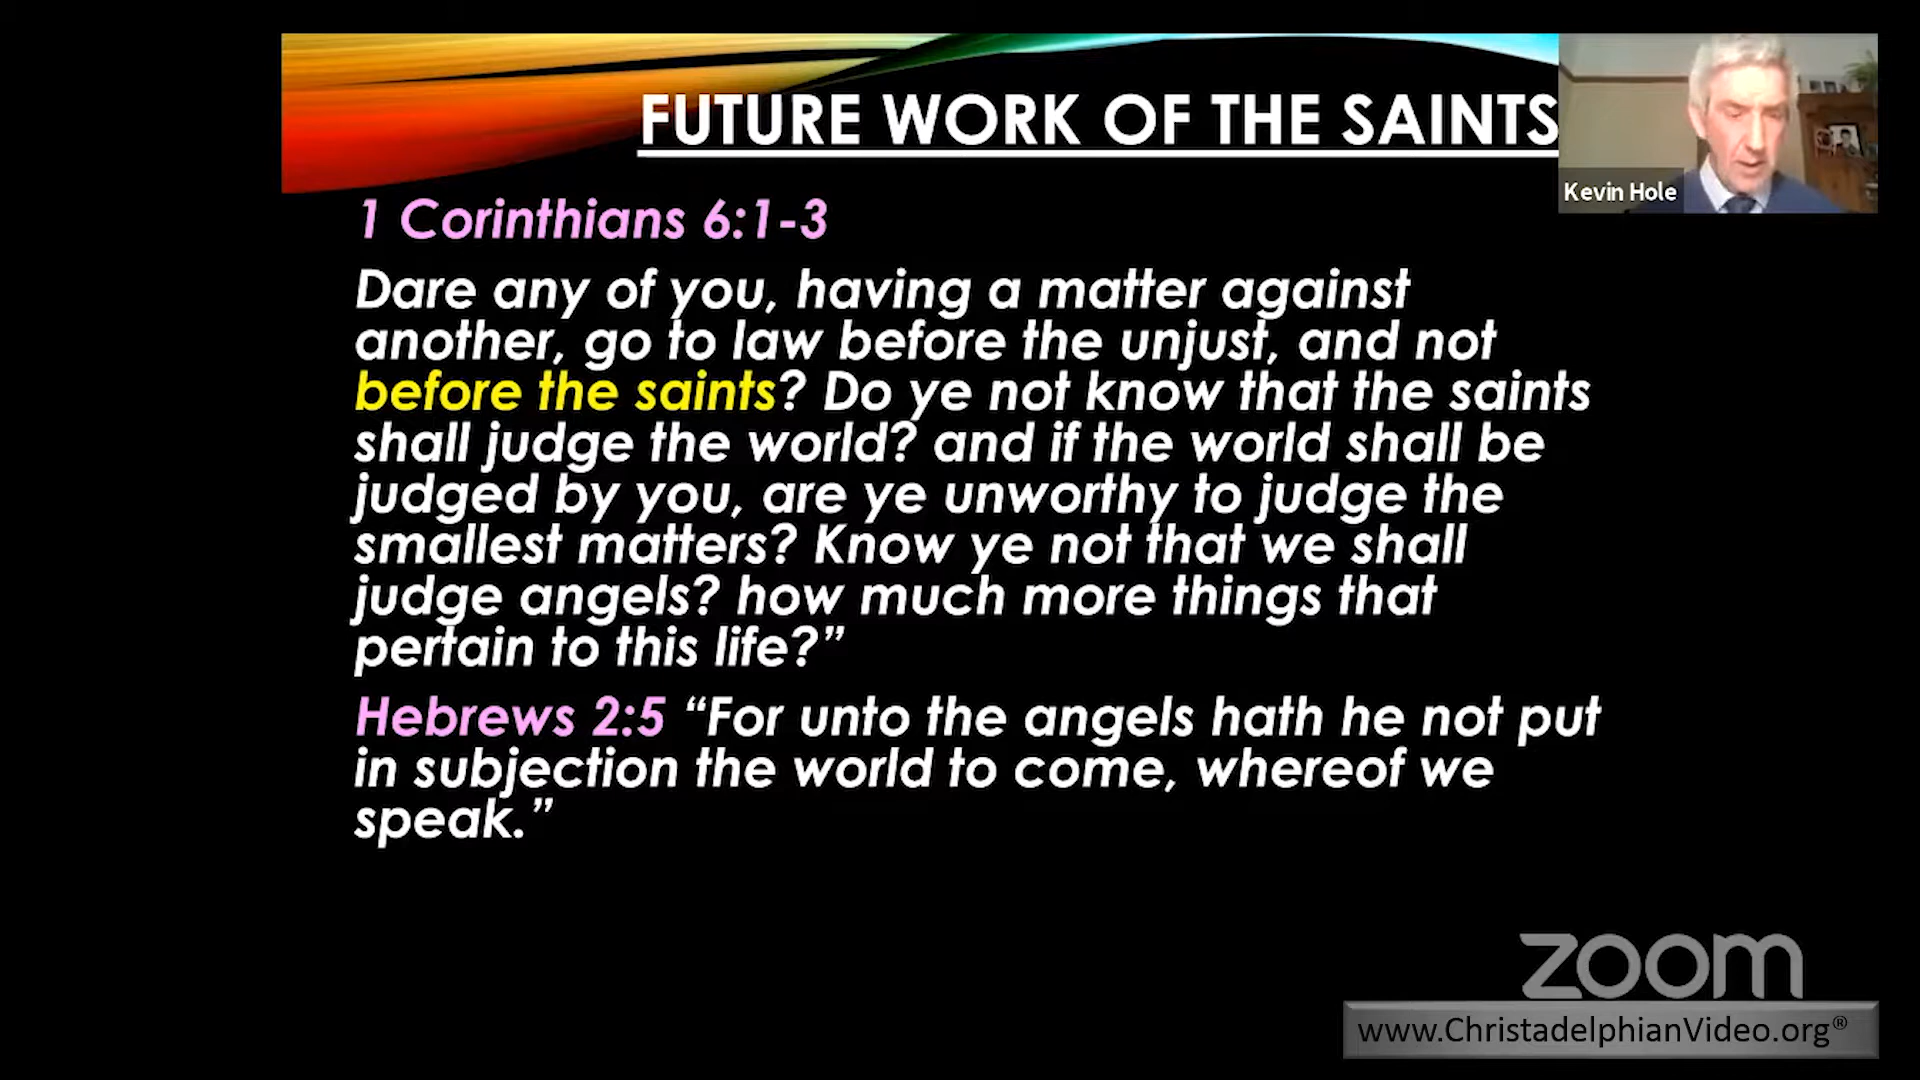 FUTURE WORK OF THE SAINTS
Kevin Hole
1 Corinthians 6:1-3
Dare any of you, having a matter against
another, go to law before the unjust, and not
before the saints? Do ye not know that the saints
shall judge the world? and if the world shall be
judged by you, are ye unworthy to judge the
smallest matters? Know ye not that we shall
judge angels? how much more things that
pertain to this life?”
Hebrews 2:5 “For unto the angels hath he not put
in subjection the world to come, whereof we
speak.”
zoom
www.ChristadelphianVideo.org®